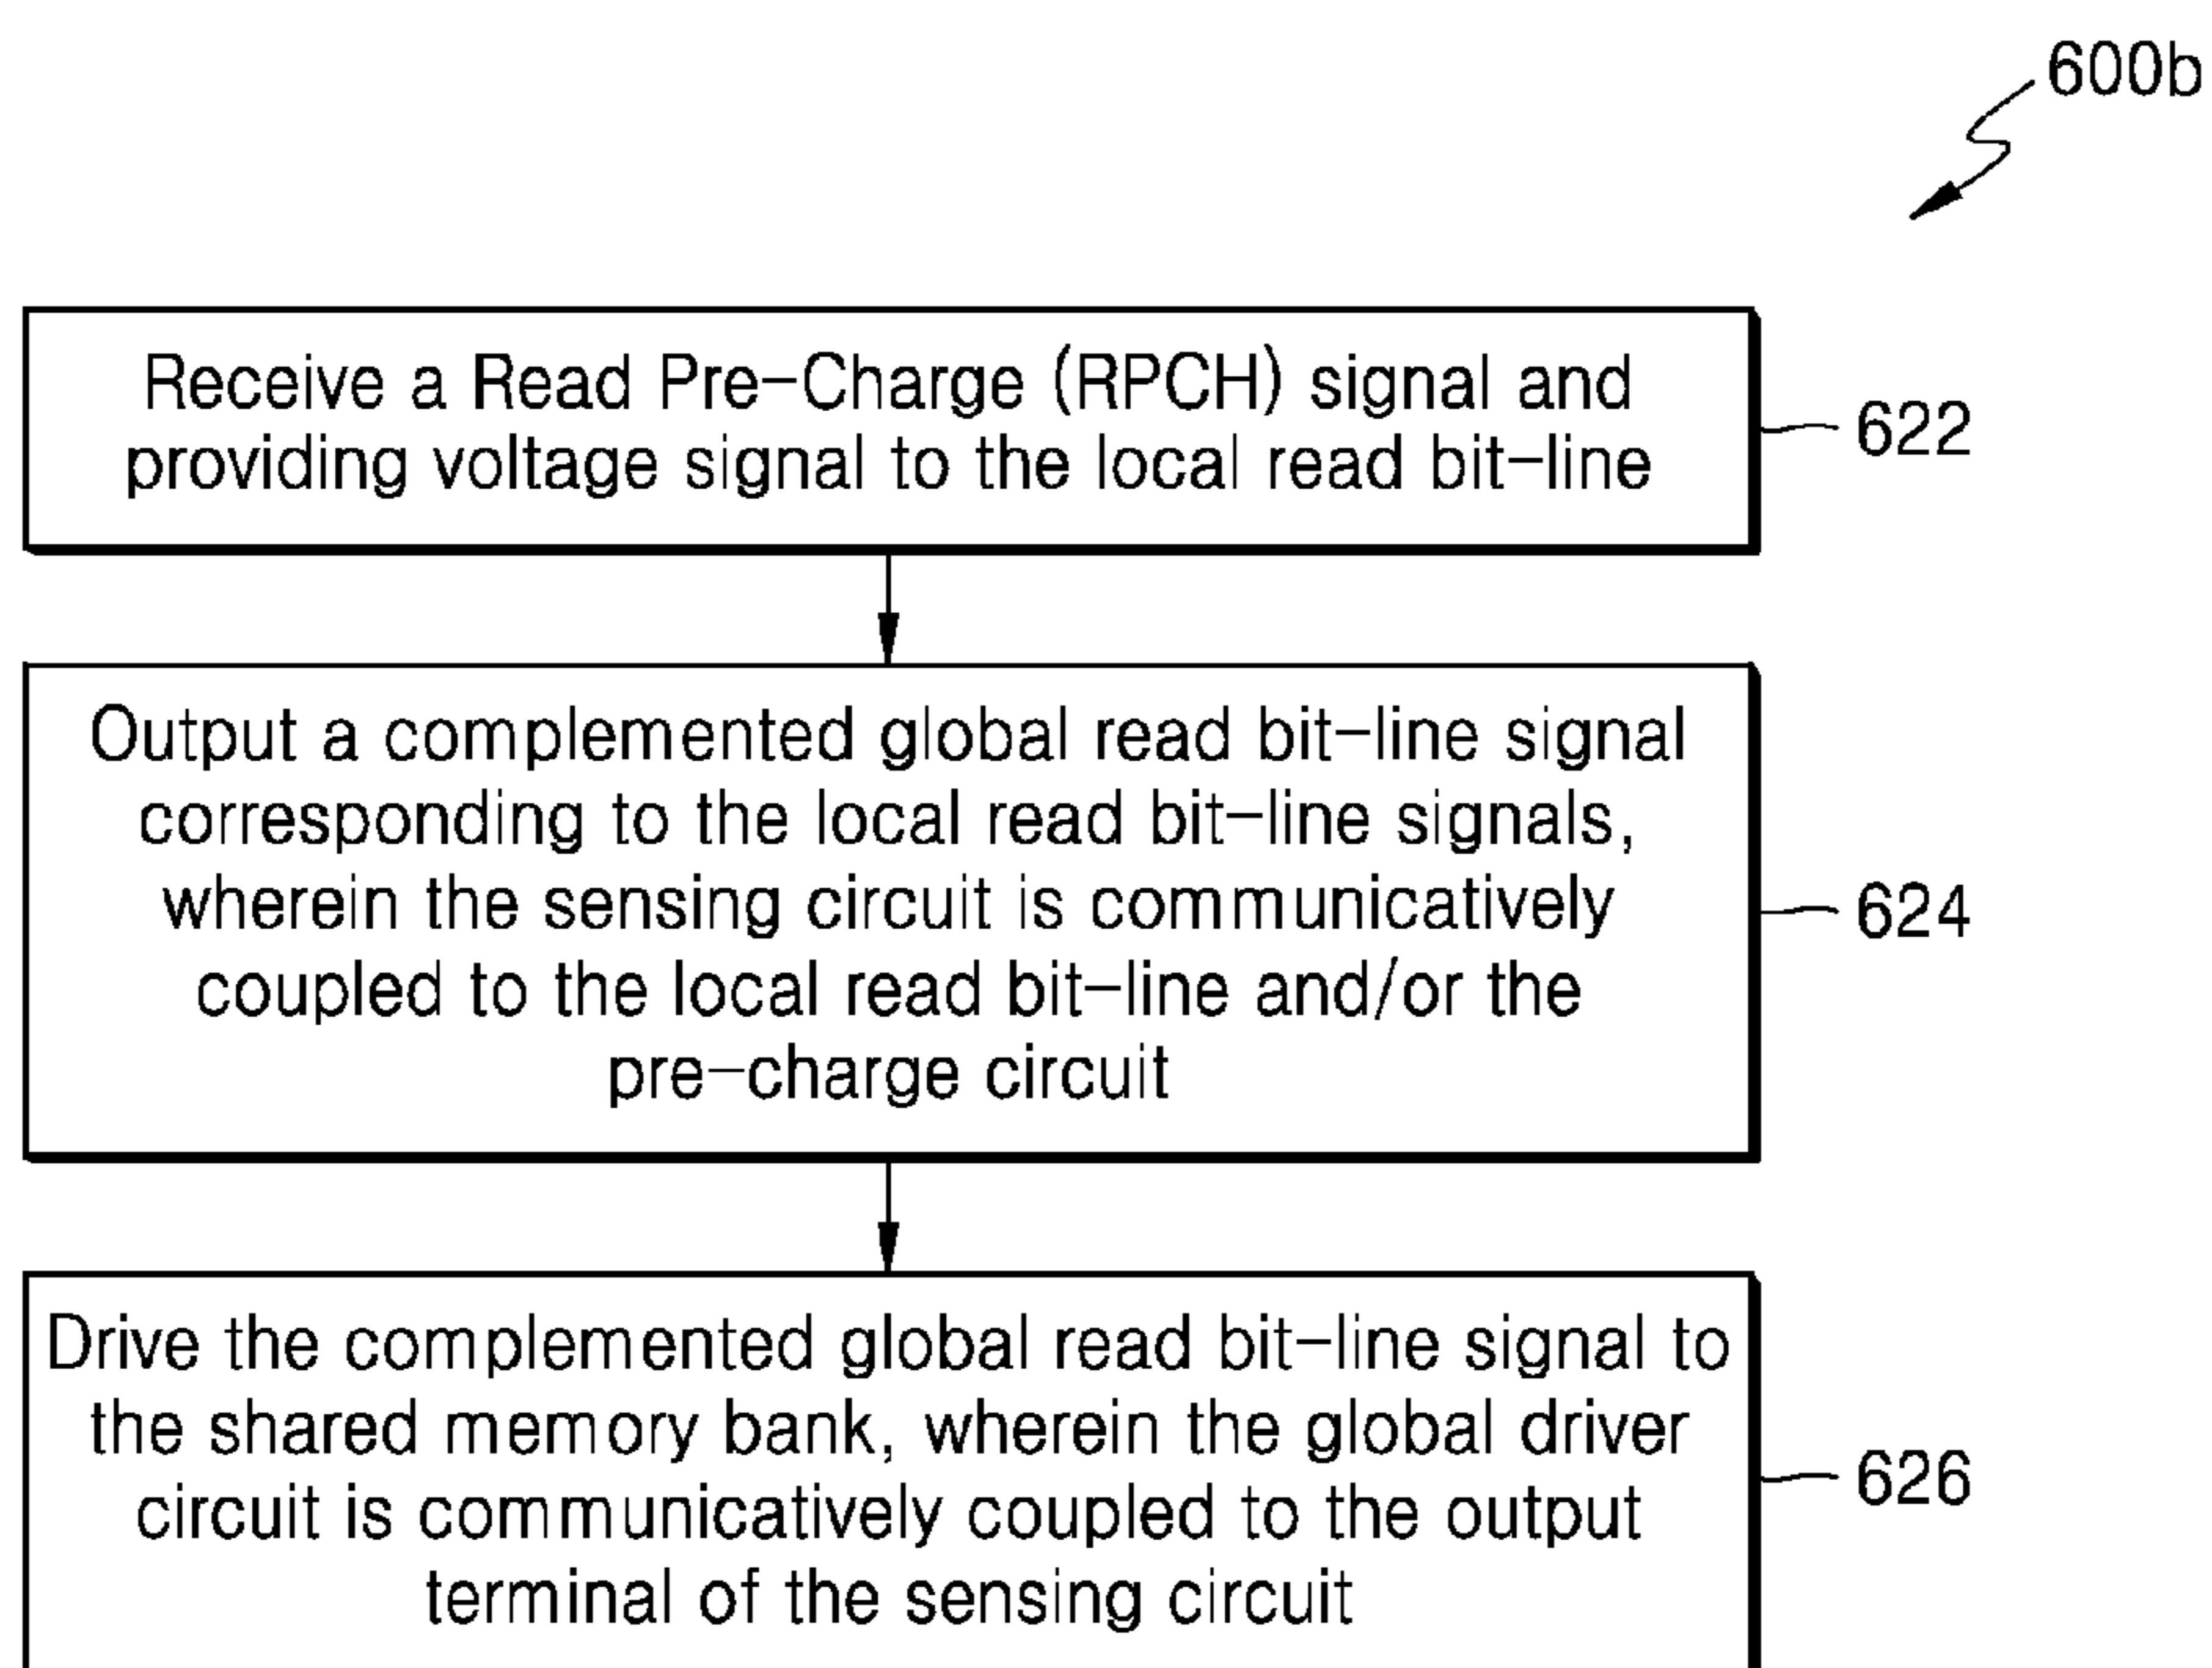 600b
Receive a Read Pre-Charge (RPCH) signal and
providing voltage signal to the local read bit-line
622
Output a complemented global read bit-line signal
corresponding to the local read bit-line signals,
wherein the sensing circuit is communicatively
coupled to the local read bit-line and/or the
pre-charge circuit
624
Drive the complemented global read bit-line signal to
the shared memory bank, wherein the global driver
circuit is communicatively coupled to the output
terminal of the sensing circuit
626